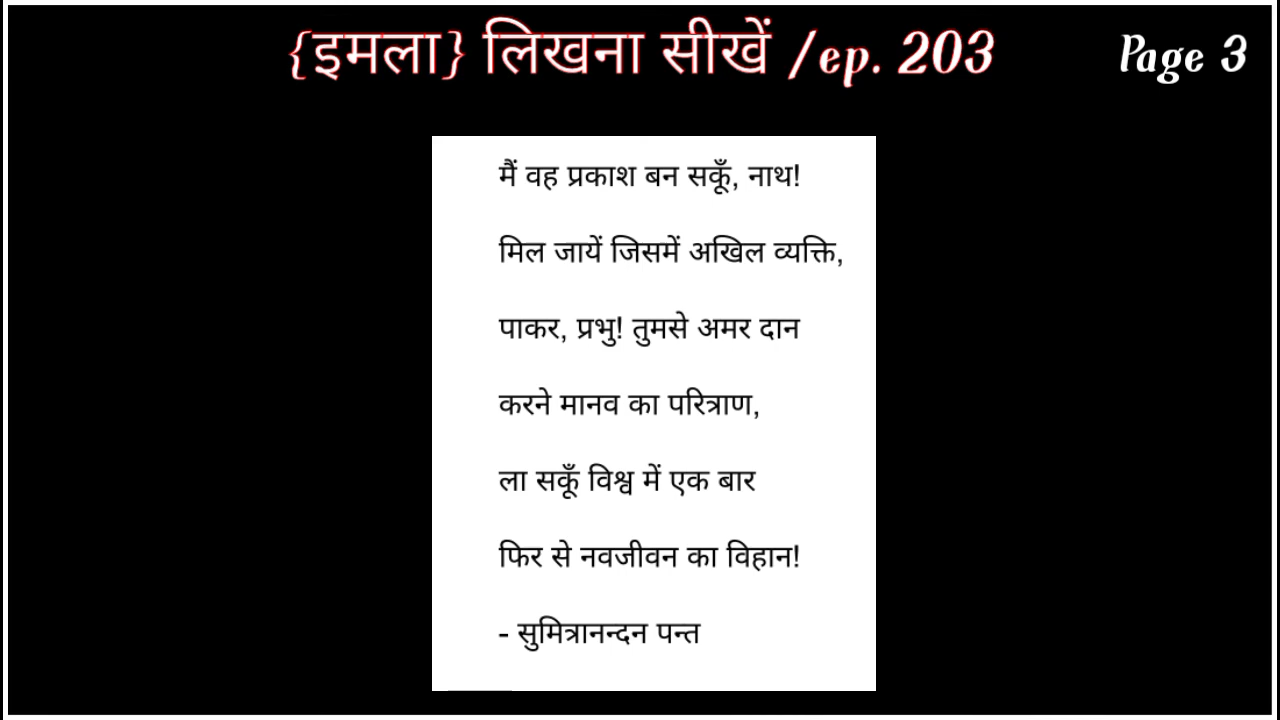 {इमला} लिखना सीखें /ep. 203
Page 3
मैं वह प्रकाश बन सकूँ, नाथ!
मिल जायें जिसमें अखिल व्यक्ति,
पाकर, प्रभु! तुमसे अमर दान
करने मानव का परित्राण,
ला सकूँ विश्व में एक बार
फिर से नवजीवन का विहान!
- सुमित्रानन्दन पन्त